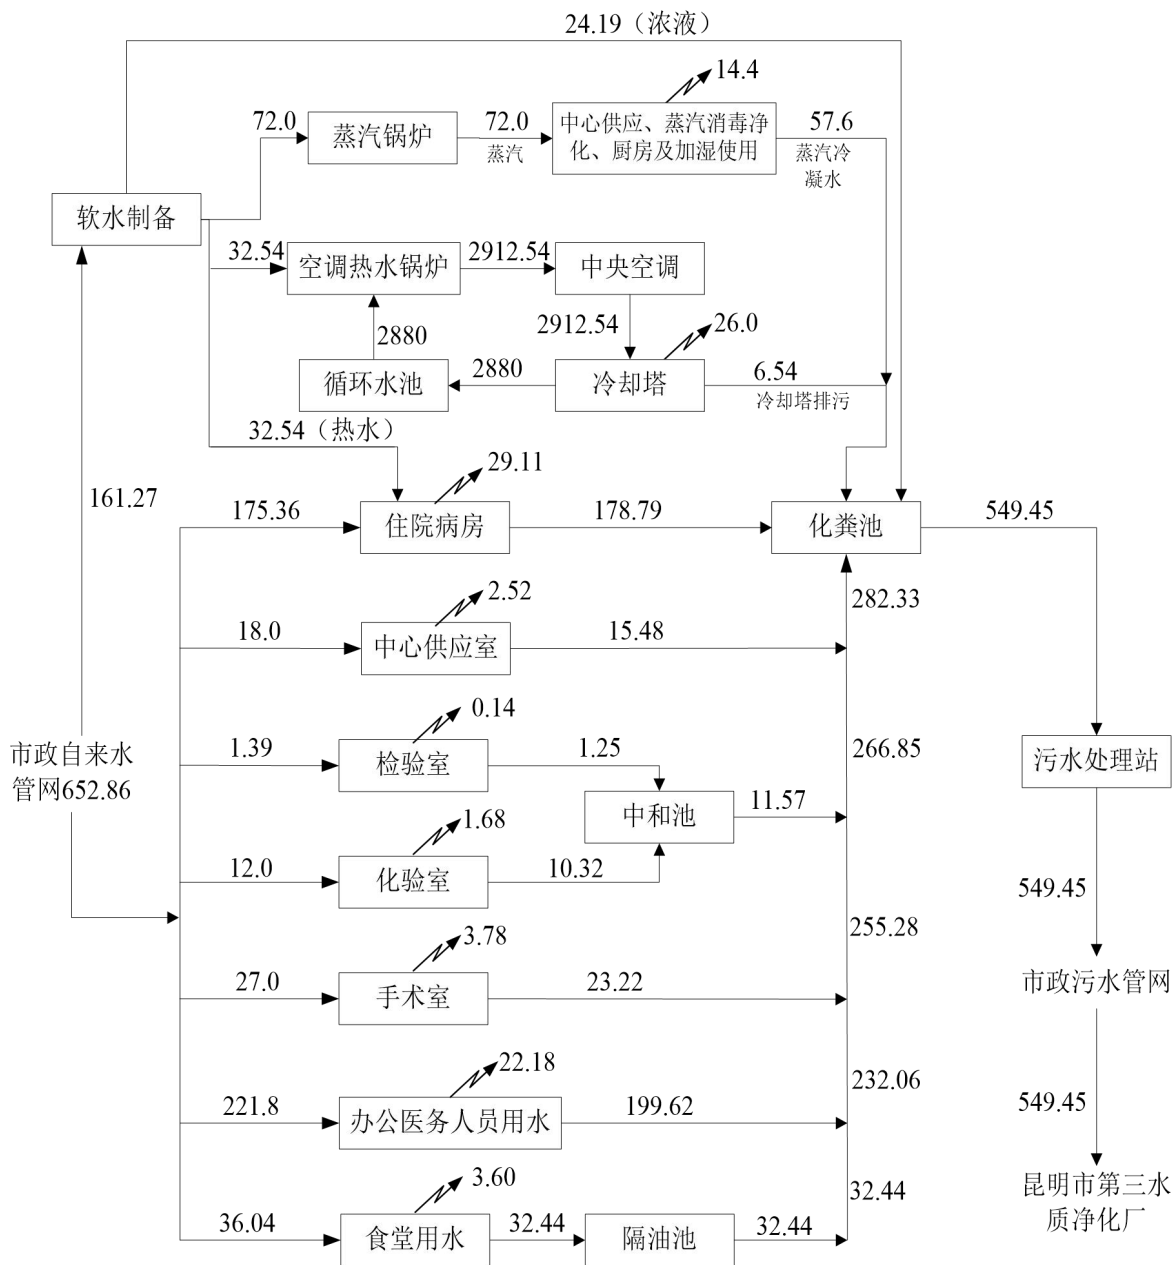 24.19（浓液）
14.4
72.0
蒸汽锅炉
72.0
蒸汽
中心供应、蒸汽消毒净
化、厨房及加湿使用
57.6
蒸汽冷
凝水
软水制备
32.54
空调热水锅炉
2912.54
中央空调
2880
2912.54
26.0
循环水池
2880
冷却塔
6.54
冷却塔排污
32.54（热水）
161.27
29.11
175.36
住院病房
178.79
化粪池
549.45
282.33
2.52
18.0
中心供应室
15.48
市政自来水
管网652.86
0.14
1.39
检验室
1.25
266.85
污水处理站
中和池
11.57
1.68
12.0
化验室
10.32
549.45
255.28
3.78
27.0
手术室
23.22
市政污水管网
22.18
232.06
221.8
办公医务人员用水
199.62
549.45
3.60
32.44
昆明市第三水
质净化厂
36.04
食堂用水
32.44
隔油池
32.44